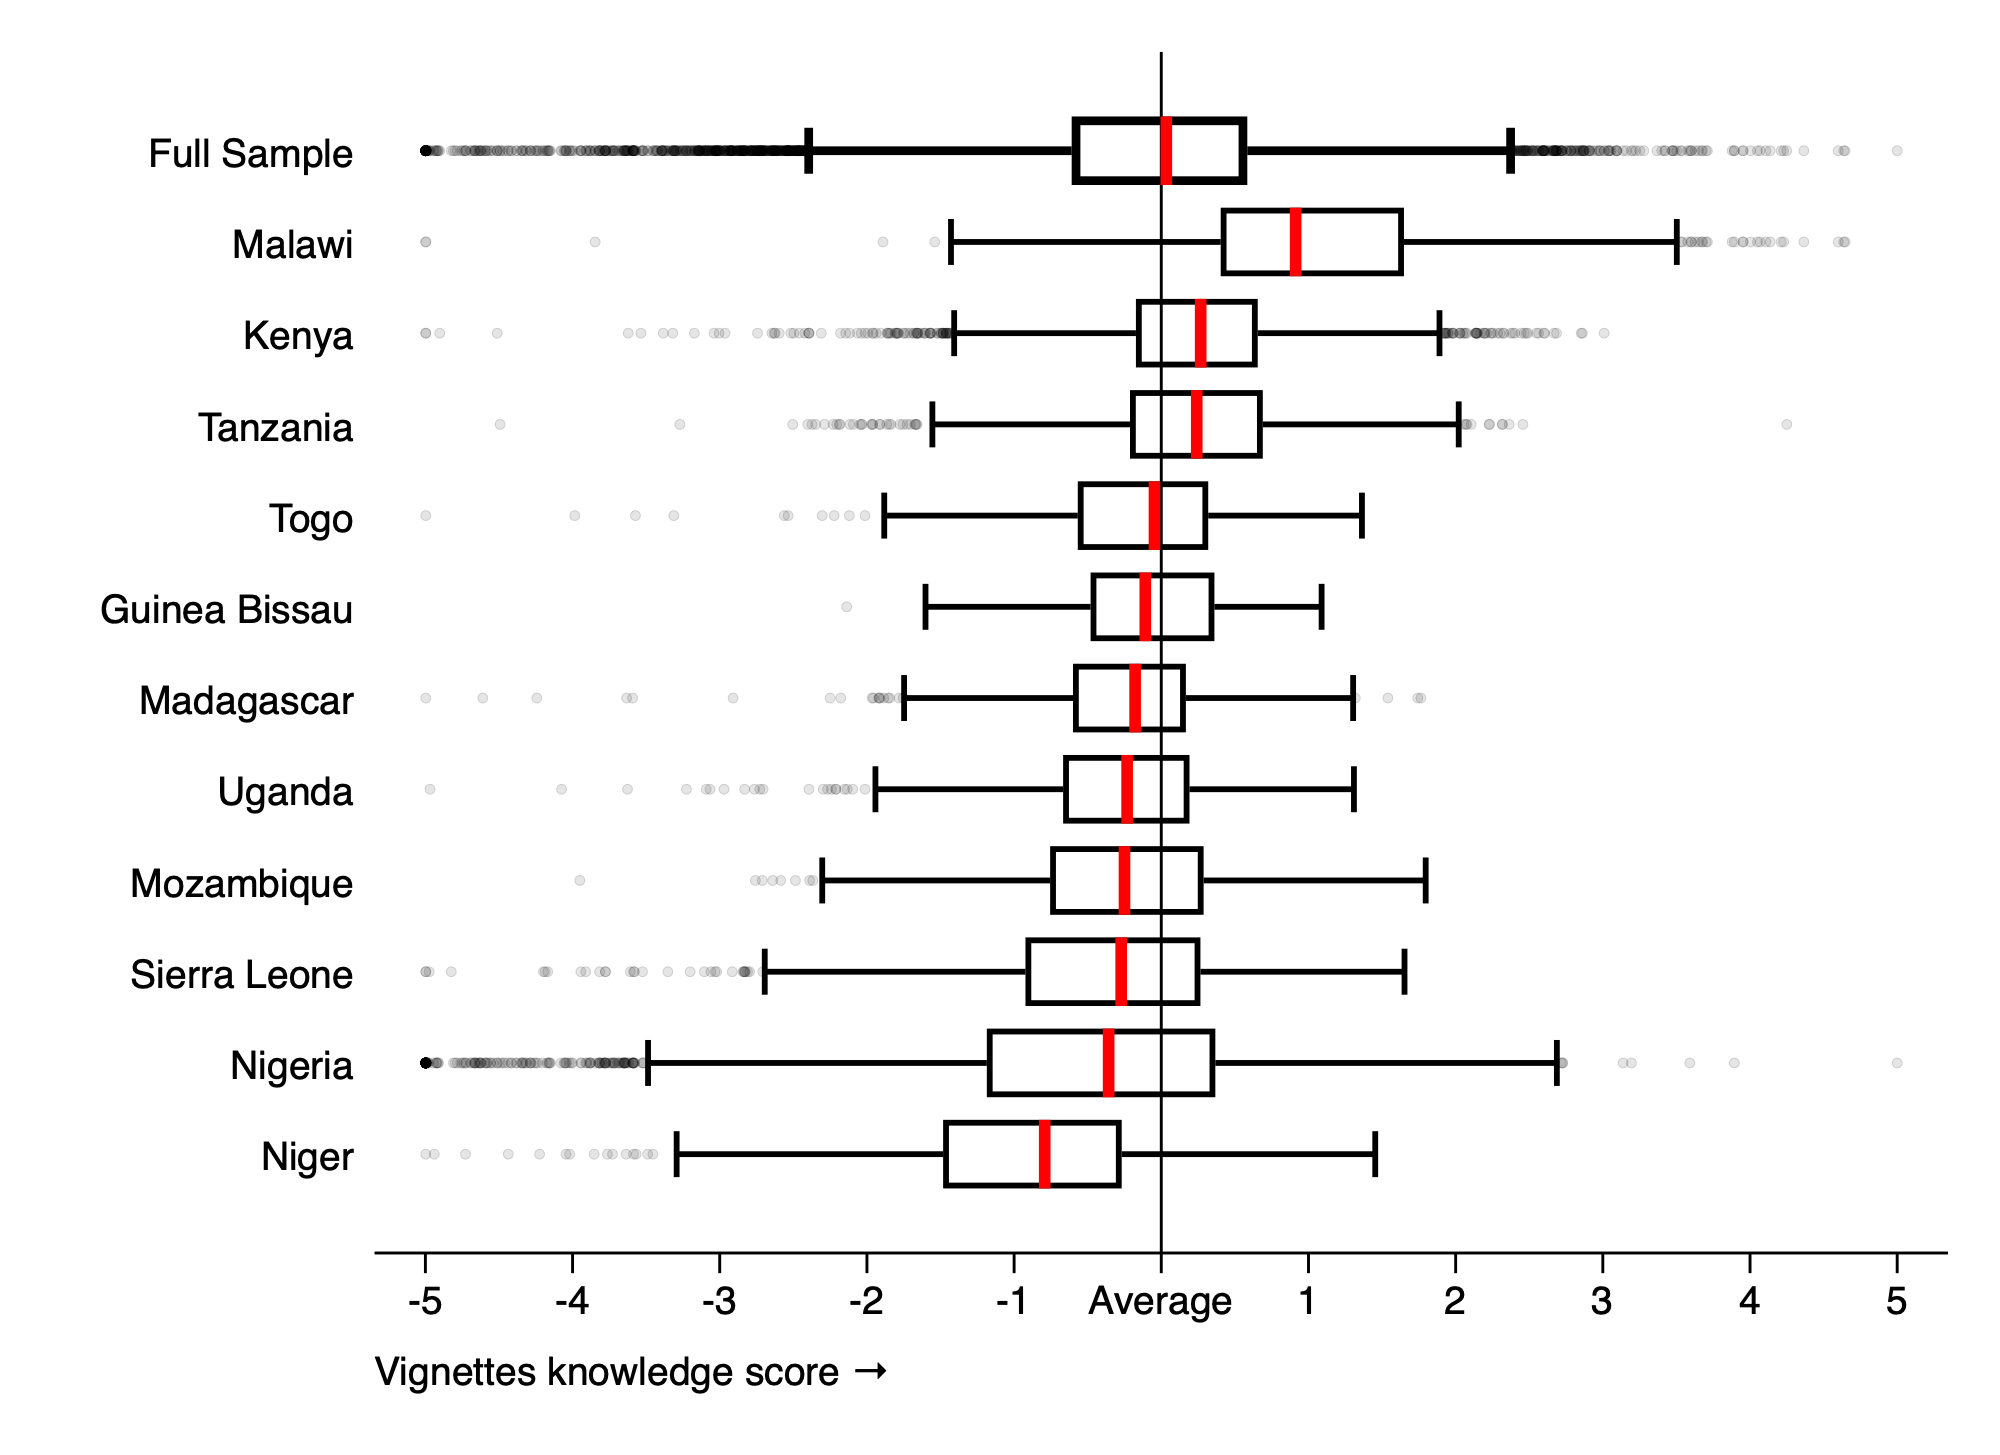 Full Sample
Malawi
Kenya
Tanzania
Togo
Guinea Bissau
Madagascar
Uganda
Mozambique
Sierra Leone
Nigeria
Niger
-5 -4 -3 -2 -1 Average 1 2 3 4 5
Vignettes knowledge score →